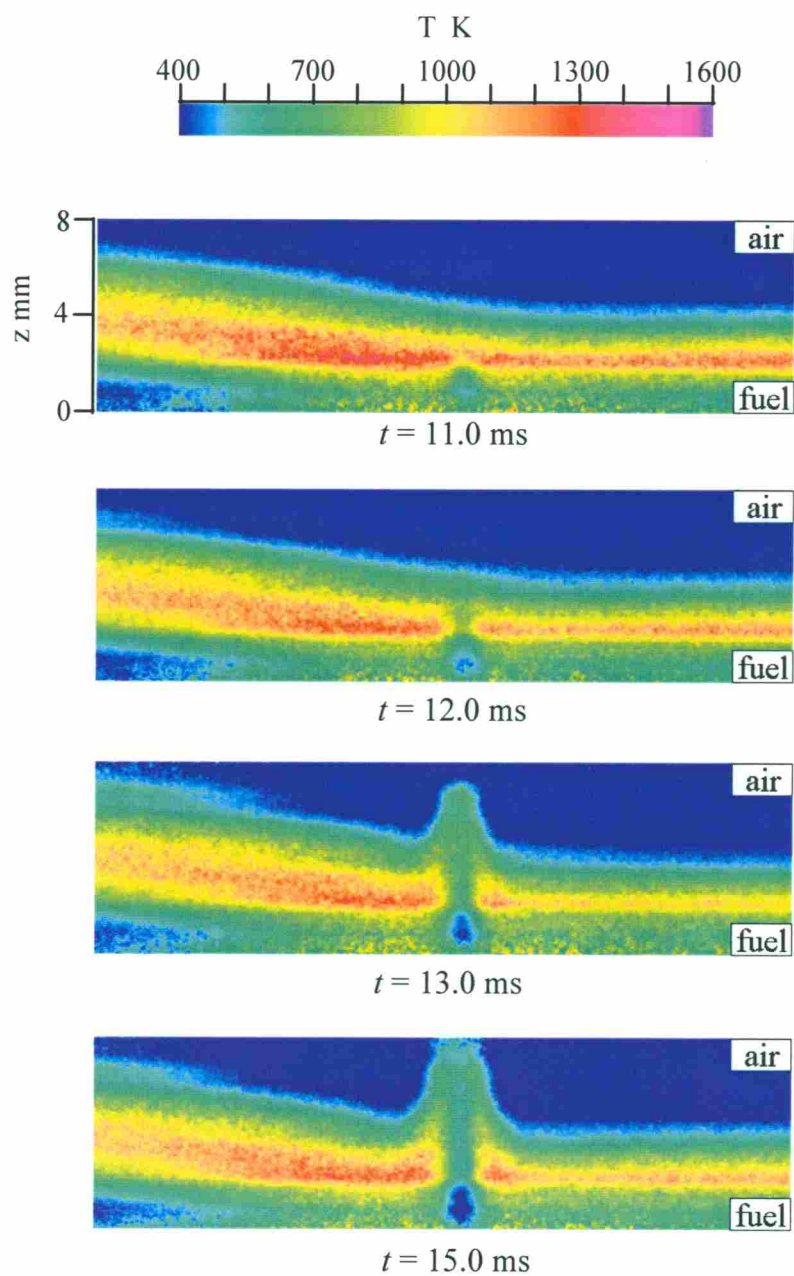 T K
400 700 1000 1300 1600
8
air
4
z mm
0
fuel
t = 11.0 ms
air
fuel
t = 12.0 ms
air
fuel
t = 13.0 ms
air
fuel
t = 15.0 ms